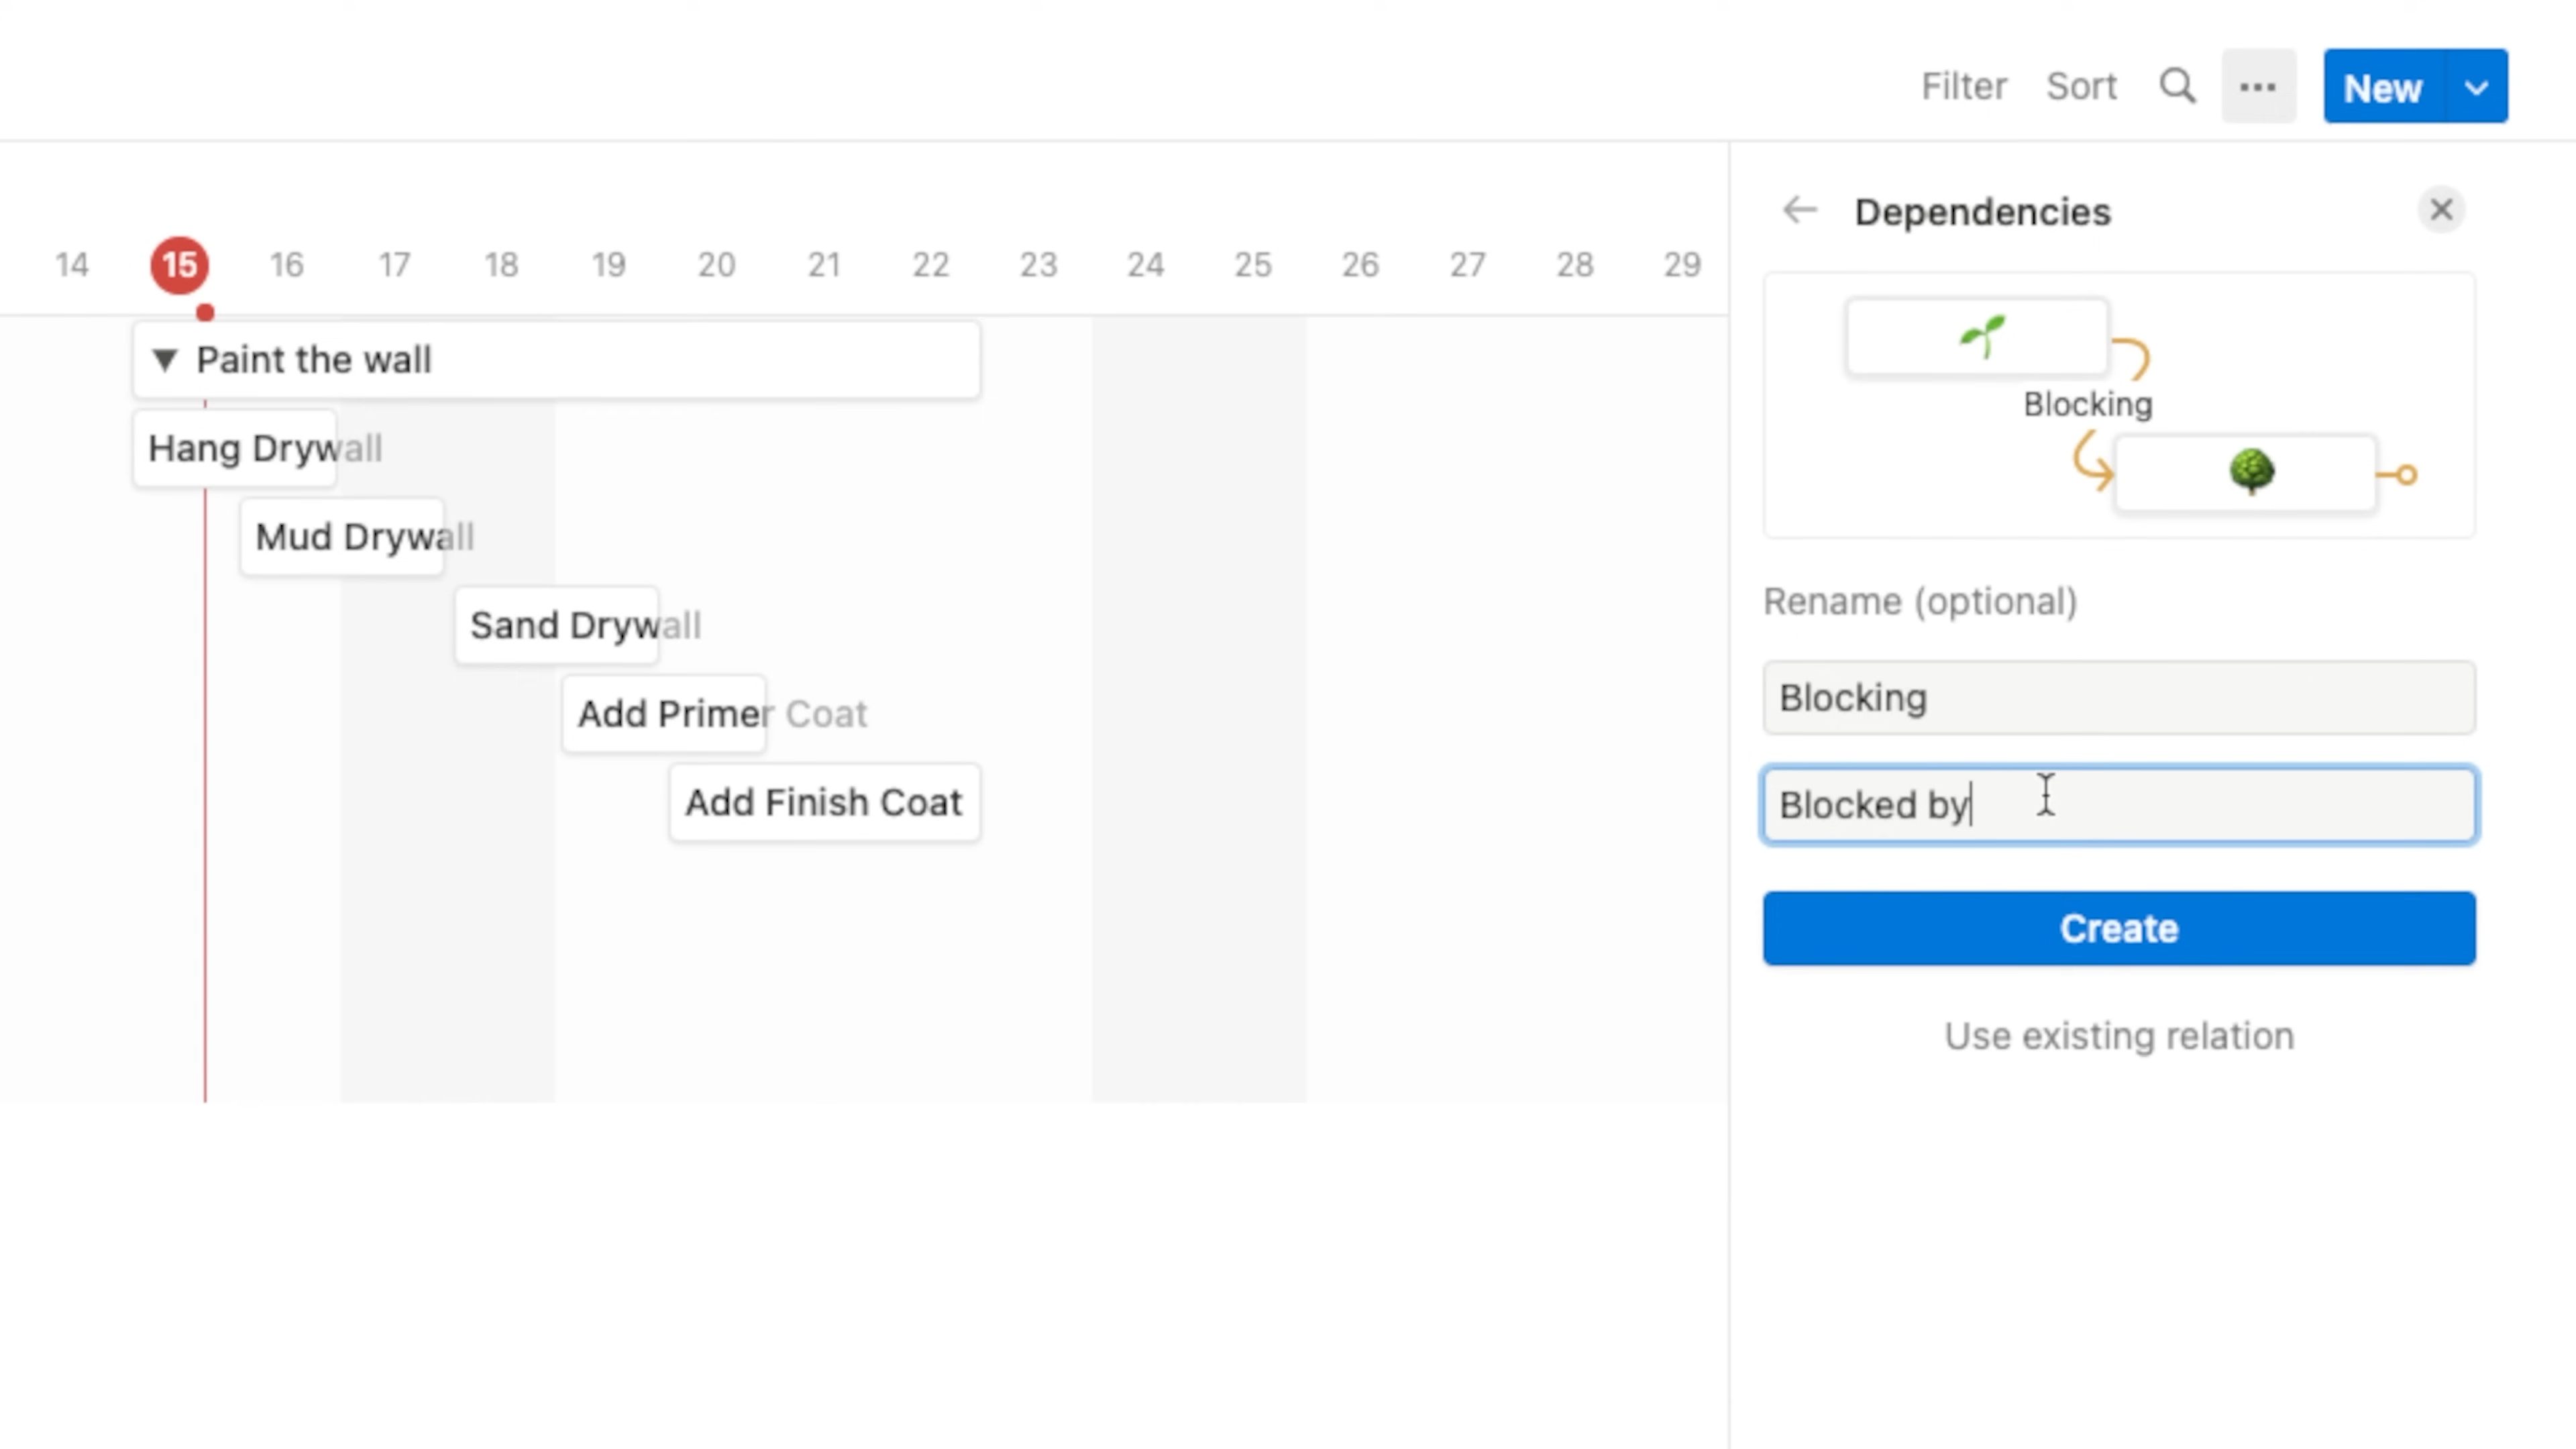 Filter Sort New
14 15 16 17 18 19 20 21 22 23 24 25 26 27 28 29
Paint the wall
Hang Drywall
Mud Drywall
Sand Drywall
Add Primer Coat
Add Finish Coat
Dependencies
Blocking
Rename (optional)
Blocking
Blocked by
Create
Use existing relation